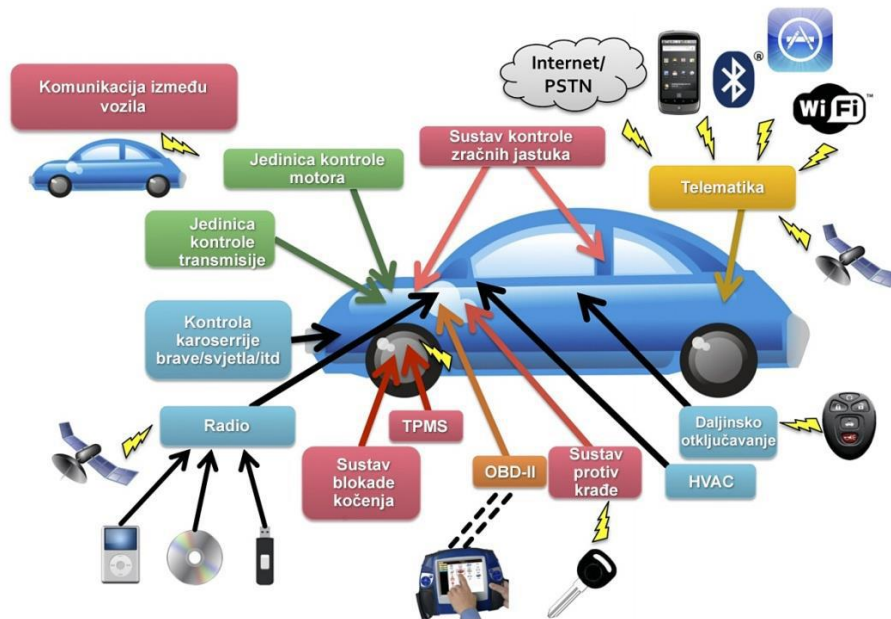 Internet/
PSTN
®
WiFi™
Komunikacija između
vozila
Jedinica kontrole
motora
Sustav kontrole
zračnih jastuka
Telematika
Jedinica
kontrole
transmisije
Kontrola
karoserrije
brave/svjetla/itd
Radio
TPMS
Sustav
blokade
kočenja
OBD-II
Sustav
protiv
krađe
Daljinsko
otključavanje
HVAC